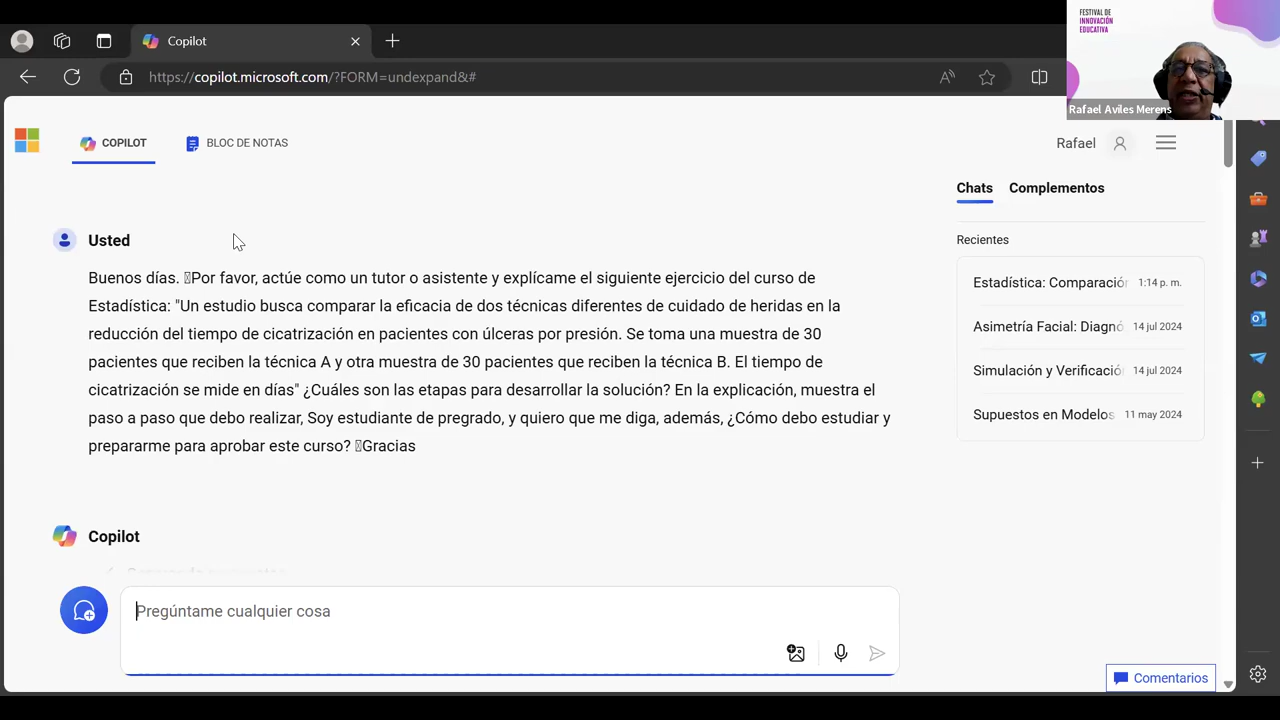 Copilot
https://copilot.microsoft.com/?FORM=undexpand&#
FESTIVAL DE
INNOVACIÓN
EDUCATIVA
Rafael Aviles Merens
COPILOT
BLOC DE NOTAS
Rafael
Chats
Complementos
Usted
Buenos días. Por favor, actúe como un tutor o asistente y explícame el siguiente ejercicio del curso de
Estadística: "Un estudio busca comparar la eficacia de dos técnicas diferentes de cuidado de heridas en la
reducción del tiempo de cicatrización en pacientes con úlceras por presión. Se toma una muestra de 30
pacientes que reciben la técnica A y otra muestra de 30 pacientes que reciben la técnica B. El tiempo de
cicatrización se mide en días" ¿Cuáles son las etapas para desarrollar la solución? En la explicación, muestra el
paso a paso que debo realizar, Soy estudiante de pregrado, y quiero que me diga, además, ¿Cómo debo estudiar y
prepararme para aprobar este curso? Gracias
Recientes
Estadística: Comparación 1:14 p. m.
Asimetría Facial: Diagnó 14 jul 2024
Simulación y Verificació 14 jul 2024
Supuestos en Modelos 11 may 2024
Copilot
Pregúntame cualquier cosa
Comentarios